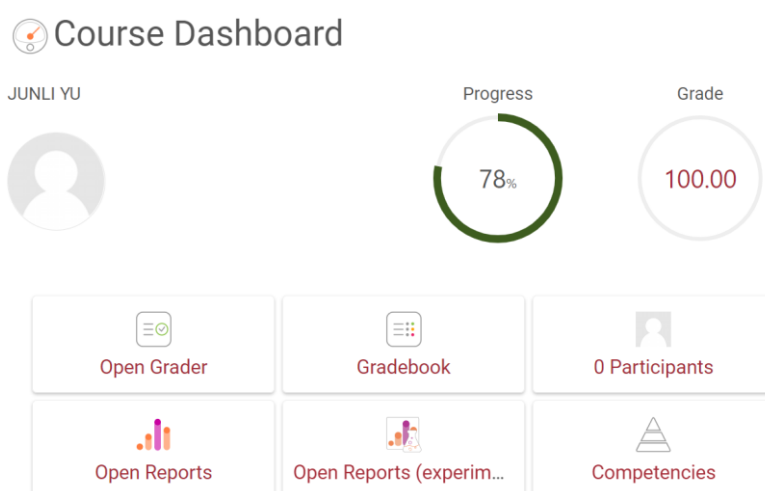 Course Dashboard
JUNLI YU
Progress
Grade
78%
100.00
Open Grader
Gradebook
0 Participants
Open Reports
Open Reports (experim...
Competencies